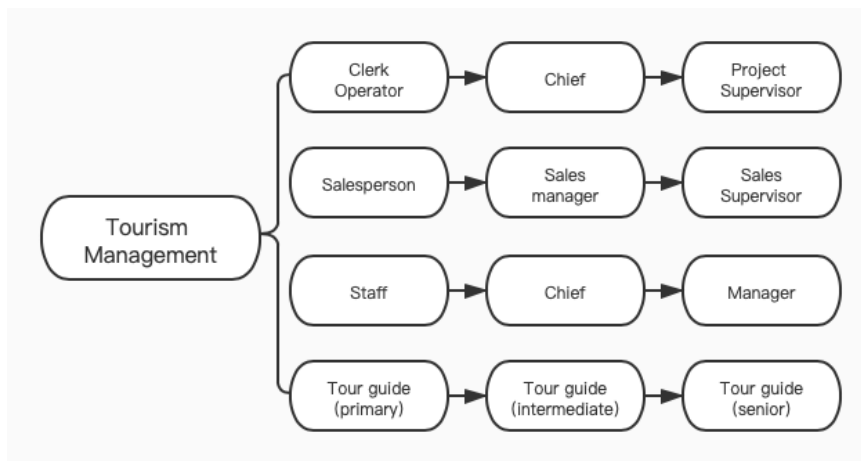 Tourism
Management
Clerk
Operator
Chief
Project
Supervisor
Salesperson
Sales
manager
Sales
Supervisor
Staff
Chief
Manager
Tour guide
(primary)
Tour guide
(intermediate)
Tour guide
(senior)